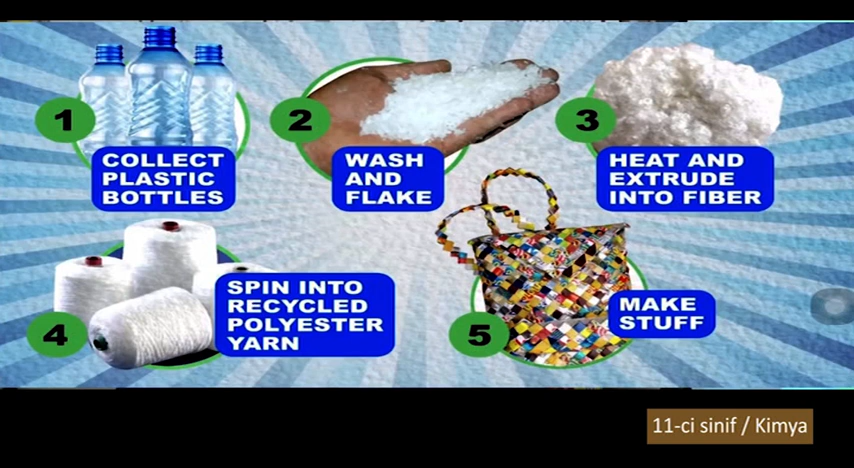 1
COLLECT
PLASTIC
BOTTLES
2
WASH
AND
FLAKE
3
HEAT AND
EXTRUDE
INTO FIBER
4
SPIN INTO
RECYCLED
POLYESTER
YARN
5
MAKE
STUFF
11-ci sinif / Kimya